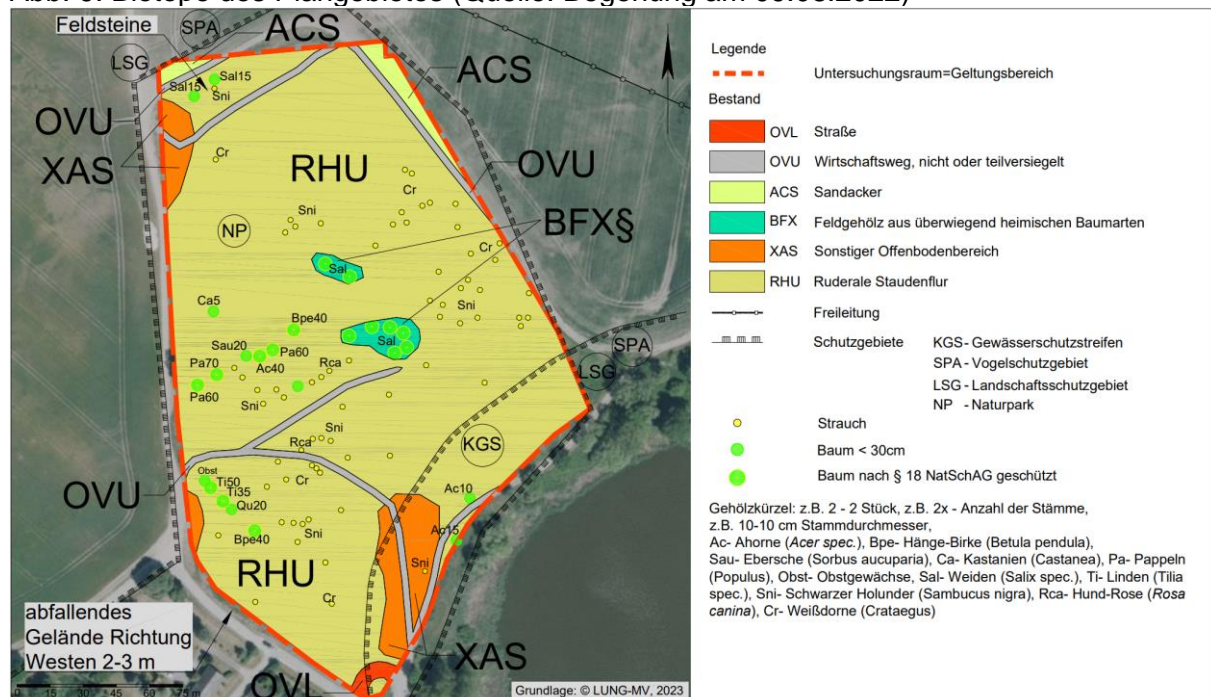 Abb. 6: Biotope des Plangebietes (Quelle: Begehung am
Feldsteine
SPA
ACS
LSG
ACS
Sal15
Sal15
Sni
OVU
XAS
Cr
RHU
Cr
OVU
Sni
BFX§
NP
Cr
Sal
Sni
Ca5
Bpe40
Sal
Sau20
Pa60
Ac40
Pa70
Rca
Pa60
Sni
SPA
LSG
Sni
Rca
KGS
OVU
Obst
Ti50
Ti35
Qu20
Cr
Ac10
Bpe40
Sni
Ac15
RHU
Sni
Cr
abfallendes
Gelände Richtung
Westen 2-3 m
XAS
OVL
0 15 30 45 60 75 m
Grundlage: © LUNG-MV, 2023
Legende
Untersuchungsraum=Geltungsbereich
Bestand
OVL Straße
OVU Wirtschaftsweg, nicht oder teilversiegelt
ACS Sandacker
BFX Feldgehölz aus überwiegend heimischen Baumarten
XAS Sonstiger Offenbodenbereich
RHU Ruderale Staudenflur
Freileitung
Schutzgebiete KGS- Gewässerschutzstreifen
SPA - Vogelschutzgebiet
LSG - Landschaftsschutzgebiet
NP - Naturpark
Strauch
Baum < 30cm
Baum nach § 18 NatSchAG geschützt
Gehölzkürzel: z.B. 2 - 2 Stück, z.B. 2x - Anzahl der Stämme,
z.B. 10-10 cm Stammdurchmesser,
Ac- Ahorne (Acer spec.), Bpe- Hänge-Birke (Betula pendula),
Sau- Ebersche (Sorbus aucuparia), Ca- Kastanien (Castanea), Pa- Pappeln
(Populus), Obst- Obstgewächse, Sal- Weiden (Salix spec.), Ti- Linden (Tilia
spec.), Sni- Schwarzer Holunder (Sambucus nigra), Rca- Hund-Rose (Rosa
canina), Cr- Weißdorne (Crataegus)